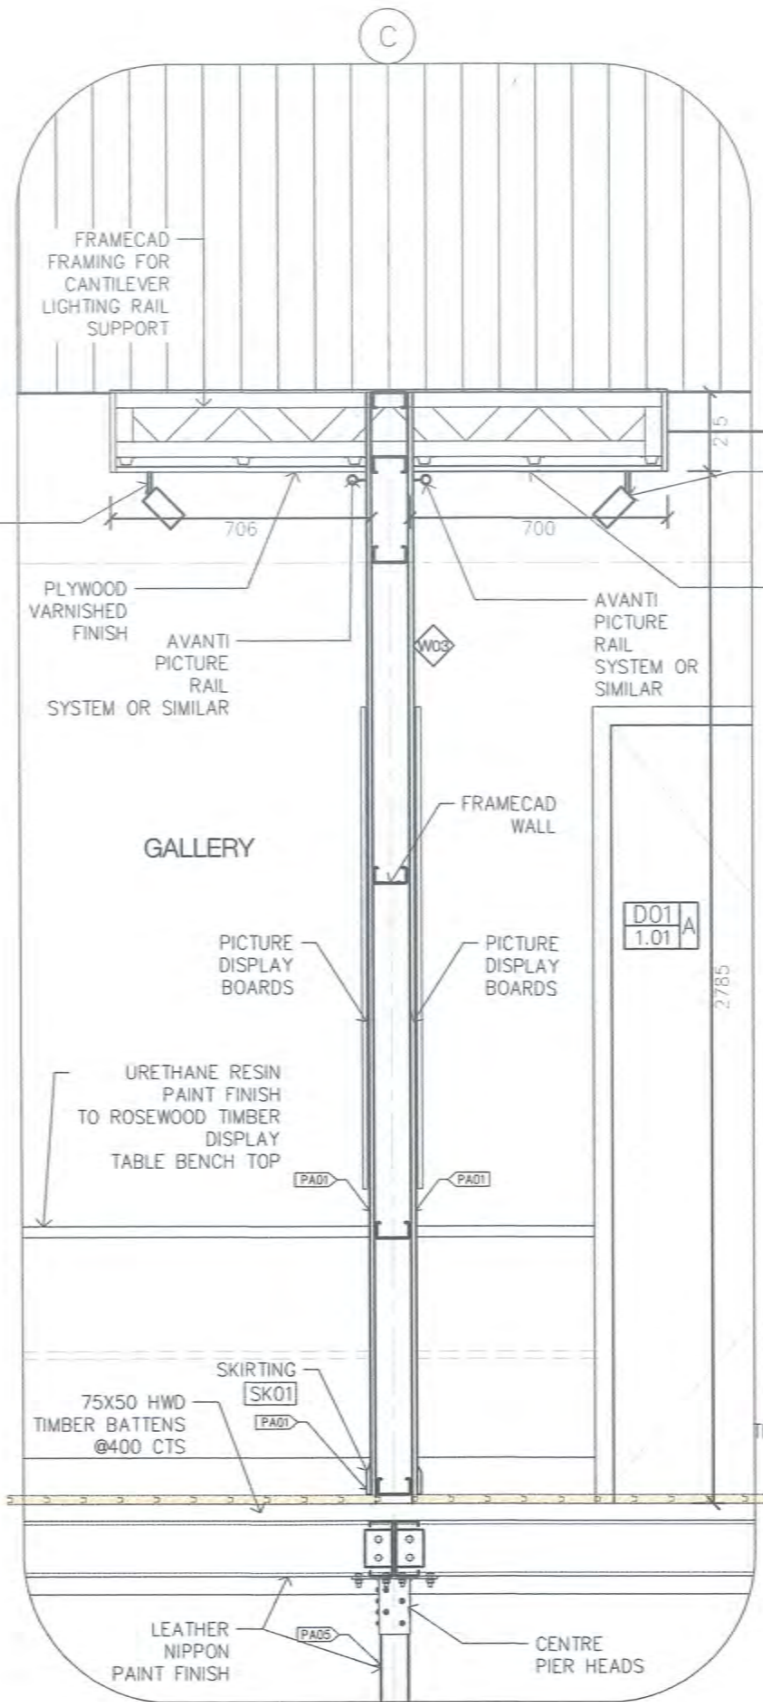 C
FRAMECAD
FRAMING FOR
CANTILEVER
LIGHTING RAIL
SUPPORT
215
706
700
PLYWOOD
VARNISHED
FINISH
AVANTI
PICTURE
RAIL
SYSTEM OR SIMILAR
W03
AVANTI
PICTURE
RAIL
SYSTEM OR
SIMILAR
FRAMECAD
WALL
GALLERY
D01
1.01
A
PICTURE
DISPLAY
BOARDS
PICTURE
DISPLAY
BOARDS
2785
URETHANE RESIN
PAINT FINISH
TO ROSEWOOD TIMBER
DISPLAY
TABLE BENCH TOP
PA01
PA01
SKIRTING
SK01
75X50 HWD
TIMBER BATTENS
@400 CTS
PA01
LEATHER
NIPPON
PAINT FINISH
PA05
CENTRE
PIER HEADS